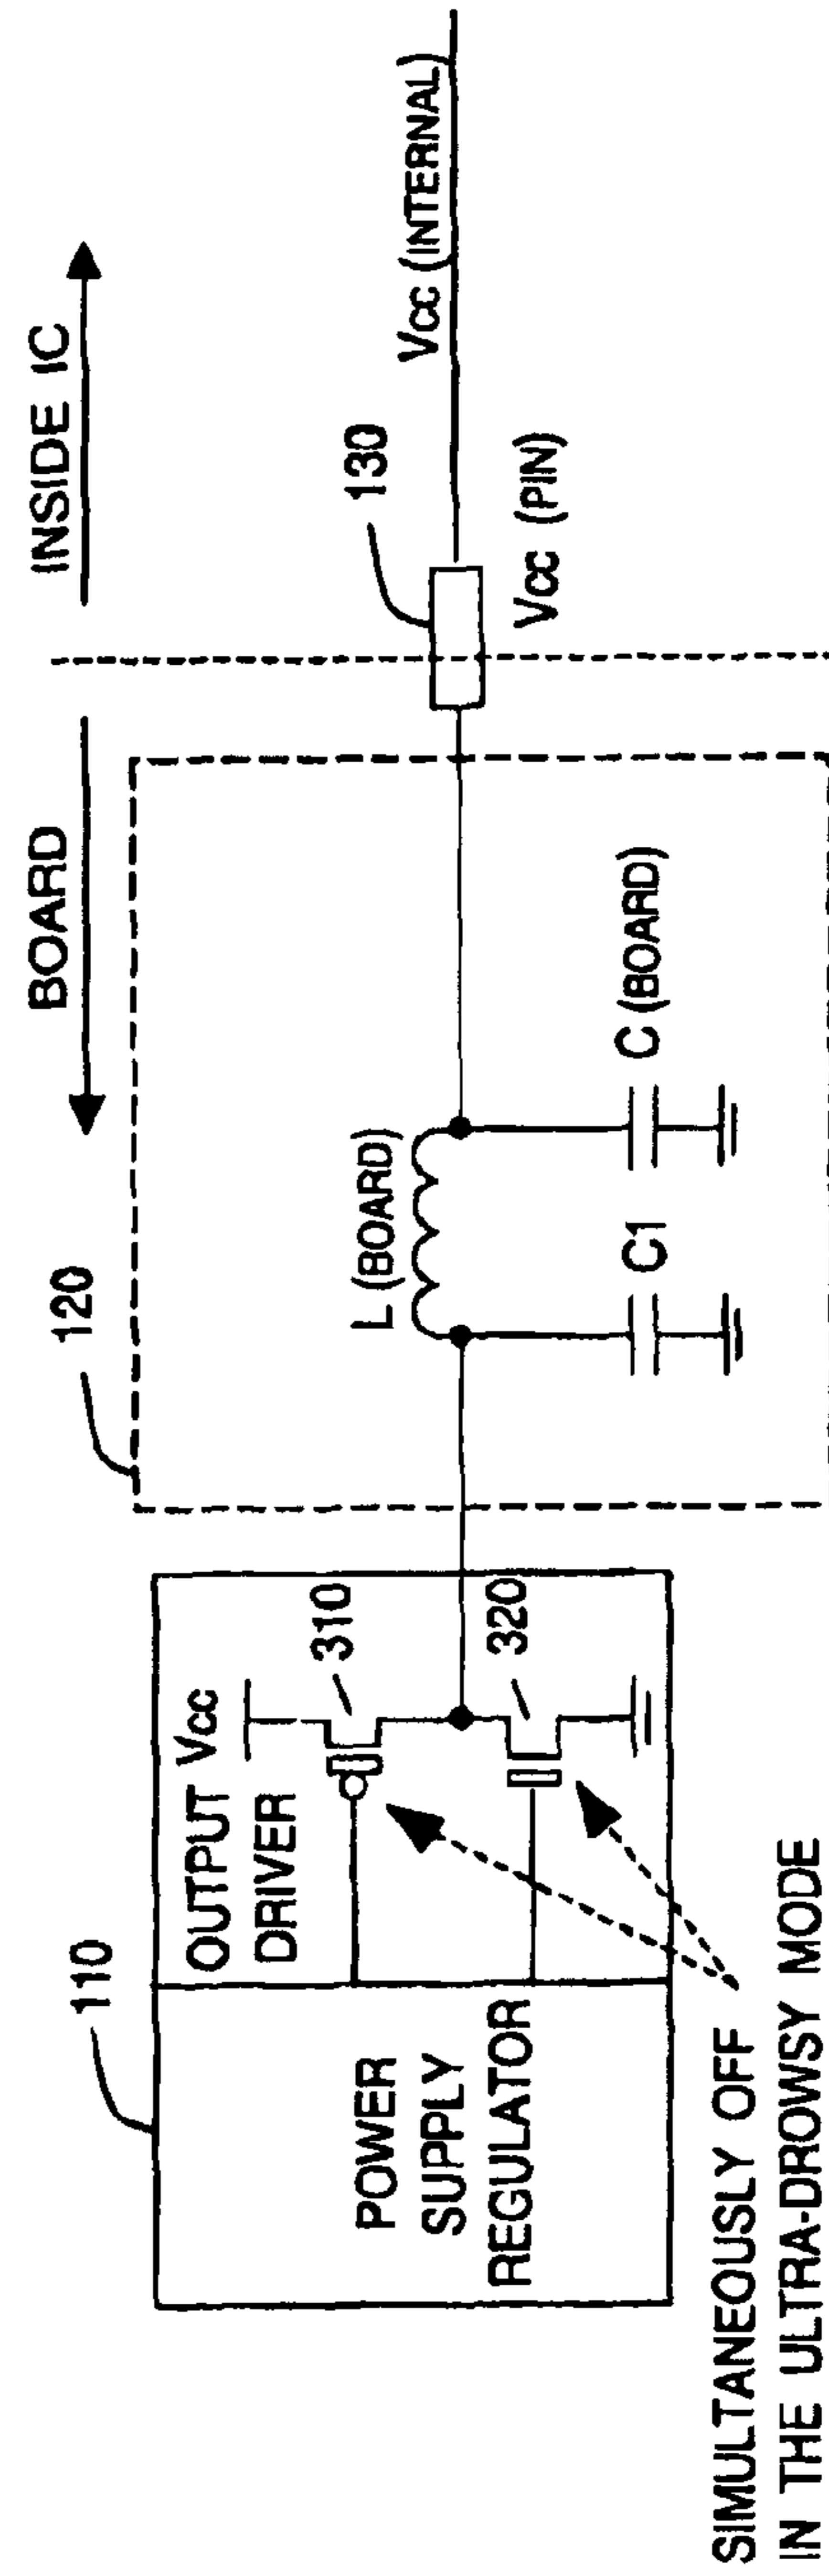 BOARD
INSIDE IC
110
120
130
OUTPUT Vcc
DRIVER
POWER
SUPPLY
REGULATOR
310
320
L (BOARD)
C1
C (BOARD)
Vcc (INTERNAL)
Vcc (PIN)
SIMULTANEOUSLY OFF
IN THE ULTRA-DROWSY MODE